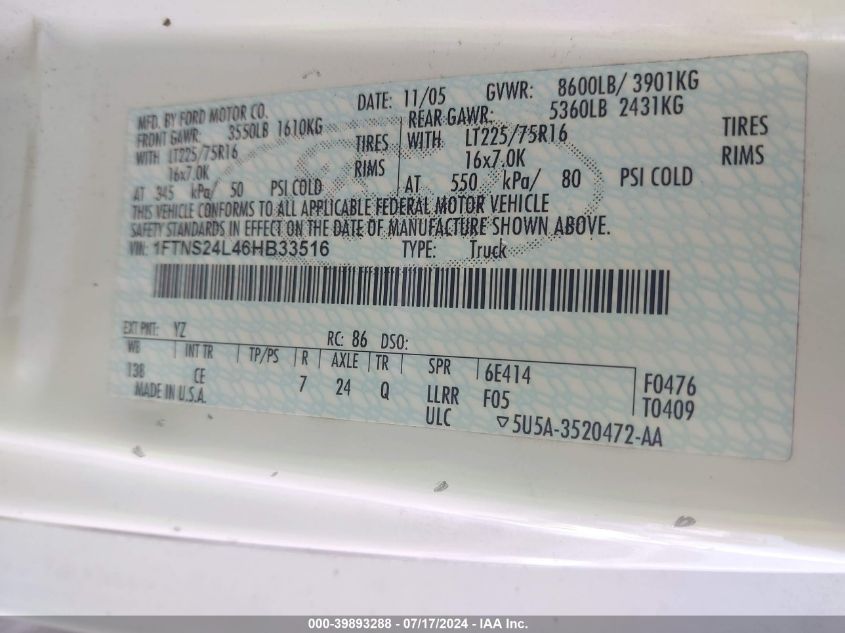 MFD. BY FORD MOTOR CO.
DATE: 11/05 GVWR: 8600LB/ 3901KG
FRONT GAWR: 3550LB 1610KG
REAR GAWR: 5360LB 2431KG
WITH LT225/75R16 TIRES
WITH LT225/75R16 TIRES
16x7.0K RIMS
16x7.0K RIMS
AT 345 kPa/ 50 PSI COLD
AT 550 kPa/ 80 PSI COLD
THIS VEHICLE CONFORMS TO ALL APPLICABLE FEDERAL MOTOR VEHICLE
SAFETY STANDARDS IN EFFECT ON THE DATE OF MANUFACTURE SHOWN ABOVE.
VIN: 1FTNS24L46HB33516 TYPE: Truck
EXT PNT: YZ RC: 86 DSO:
WB INT TR TP/PS R AXLE TR SPR 6E414 F0476
138 CE 7 24 Q LLRR F05 T0409
MADE IN U.S.A. ULC ▽5U5A-3520472-AA
000-39893288 - 07/17/2024 - IAA Inc.